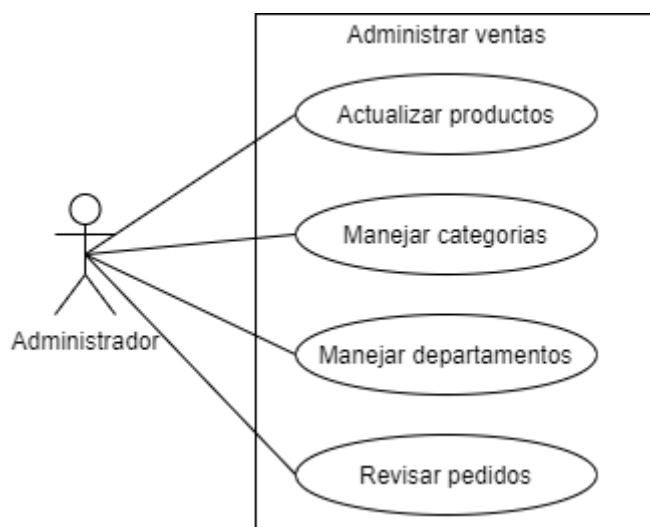 Administrar ventas
Actualizar productos
Manejar categorias
Administrador
Manejar departamentos
Revisar pedidos